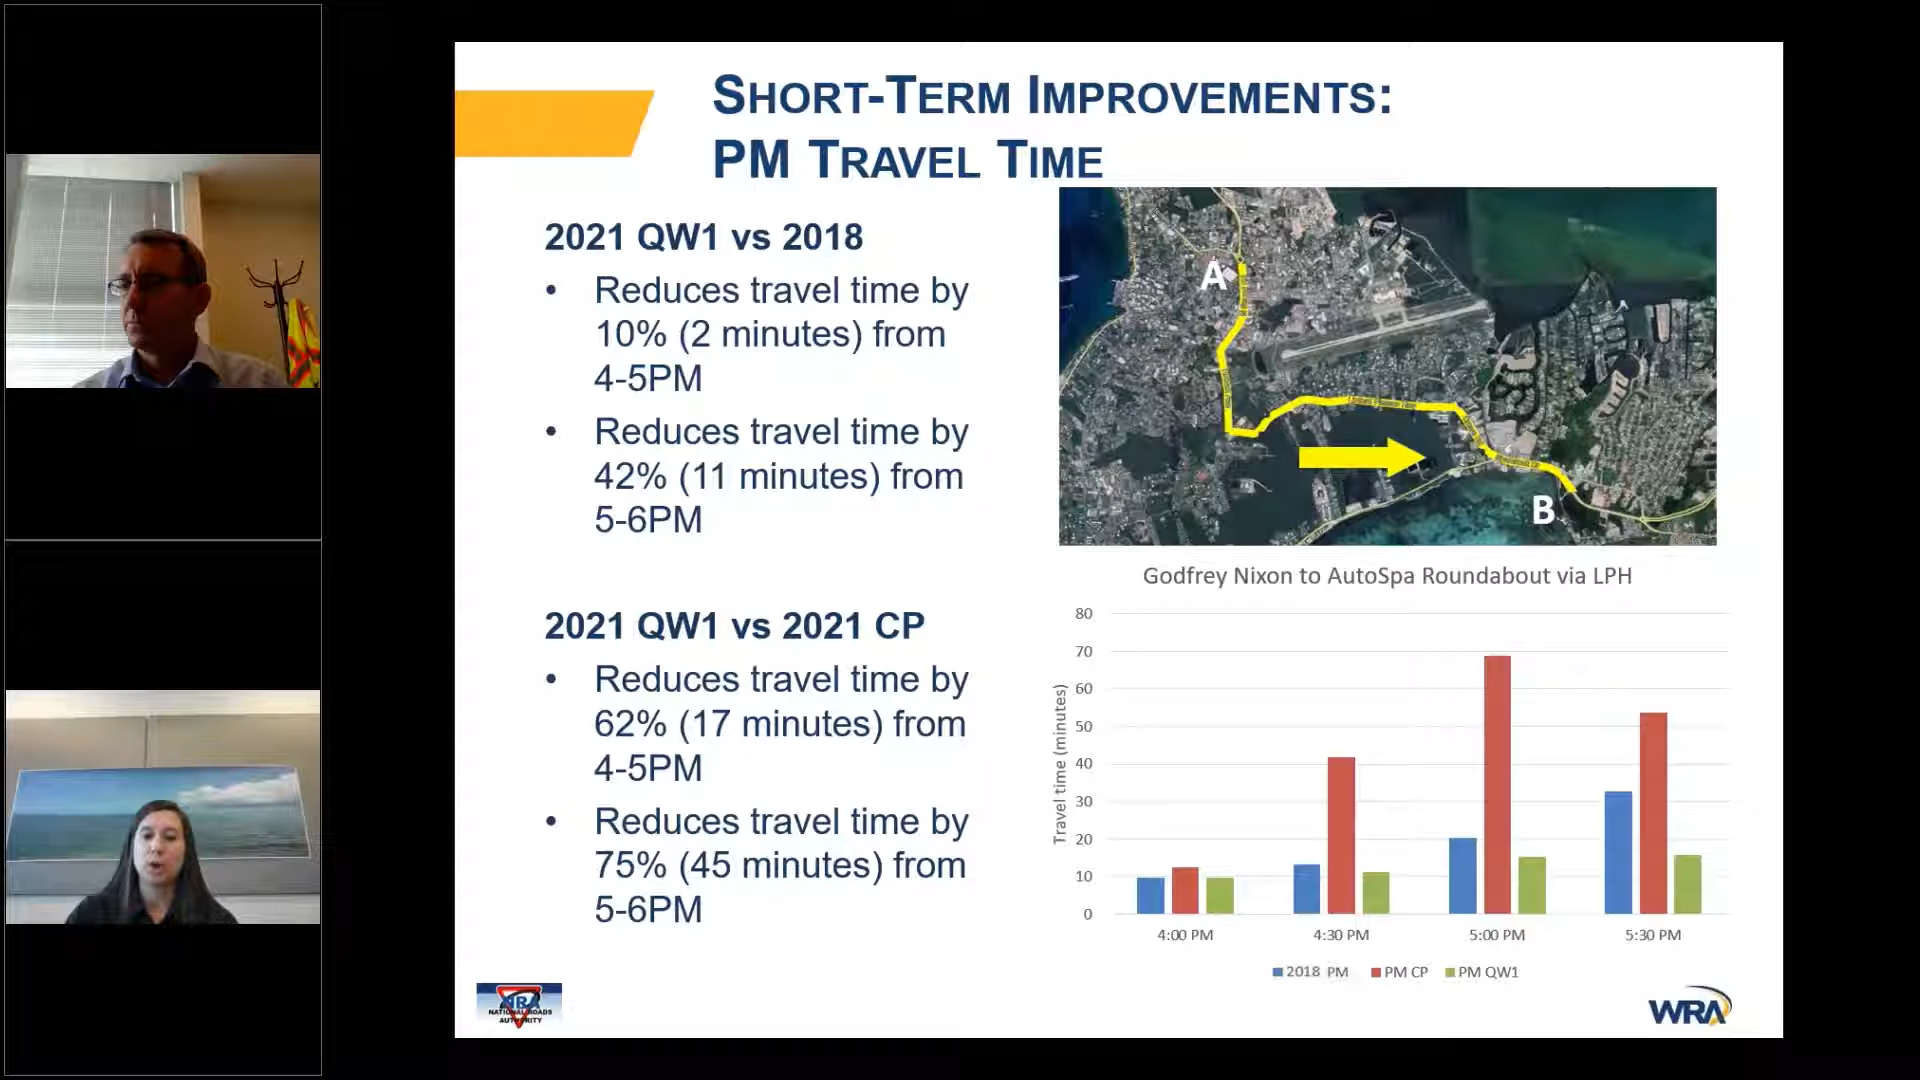 SHORT-TERM IMPROVEMENTS:
PM TRAVEL TIME
2021 QW1 vs 2018
• Reduces travel time by
10% (2 minutes) from
4-5PM
• Reduces travel time by
42% (11 minutes) from
5-6PM
2021 QW1 vs 2021 CP
• Reduces travel time by
62% (17 minutes) from
4-5PM
• Reduces travel time by
75% (45 minutes) from
5-6PM
A
B
Godfrey Nixon to AutoSpa Roundabout via LPH
Travel time (minutes)
80
70
60
50
40
30
20
10
0
4:00 PM 4:30 PM 5:00 PM 5:30 PM
2018 PM PM CP PM QW1
NRA
NATIONAL ROADS
AUTHORITY
WRA